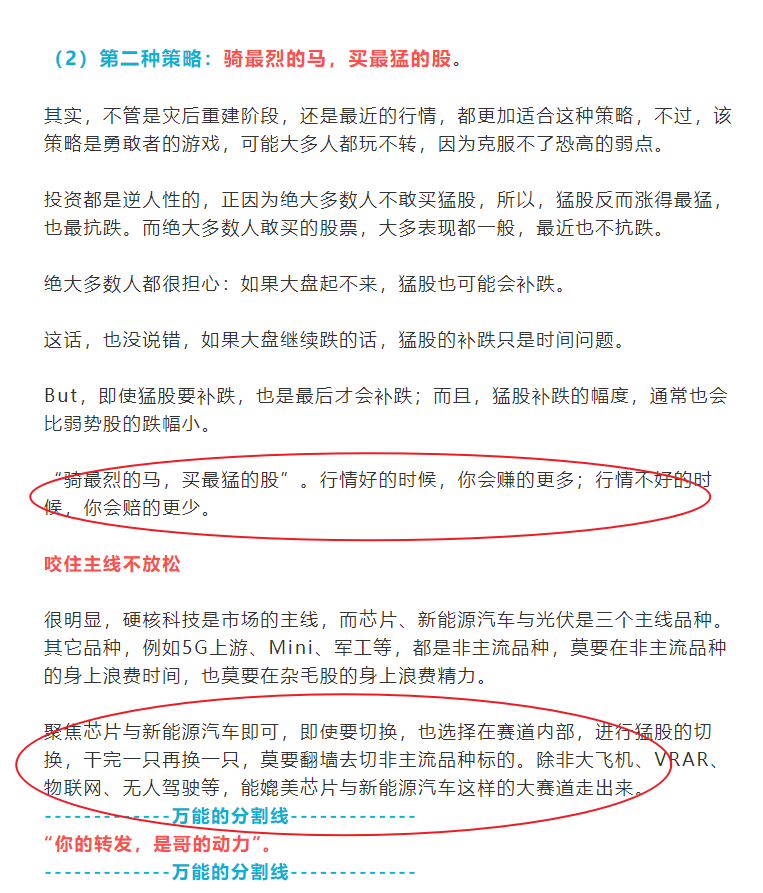 （2）第二种策略：骑最烈的马，买最猛的股。
其实，不管是灾后重建阶段，还是最近的行情，都更加适合这种策略，不过，该
策略是勇敢者的游戏，可能大多人都玩不转，因为克服不了恐高的弱点。
投资都是逆人性的，正因为绝大多数人不敢买猛股，所以，猛股反而涨得最猛，
也最抗跌。而绝大多数人敢买的股票，大多表现都一般，最近也不抗跌。
绝大多数人都很担心：如果大盘起不来，猛股也可能会补跌。
这话，也没说错，如果大盘继续跌的话，猛股的补跌只是时间问题。
But，即使猛股要补跌，也是最后才会补跌；而且，猛股补跌的幅度，通常也会
比弱势股的跌幅小。
“骑最烈的马，买最猛的股”。行情好的时候，你会赚的更多；行情不好的时
候，你会赔的更少。
咬住主线不放松
很明显，硬核科技是市场的主线，而芯片、新能源汽车与光伏是三个主线品种。
其它品种，例如5G上游、Mini、军工等，都是非主流品种，莫要在非主流品种
的身上浪费时间，也莫要在杂毛股的身上浪费精力。
聚焦芯片与新能源汽车即可，即使要切换，也选择在赛道内部，进行猛股的切
换，干完一只再换一只，莫要翻墙去切非主流品种标的。除非大飞机、VRAR、
物联网、无人驾驶等，能媲美芯片与新能源汽车这样的大赛道走出来。
-------------万能的分割线-------------
“你的转发，是哥的动力”。
-------------万能的分割线-------------